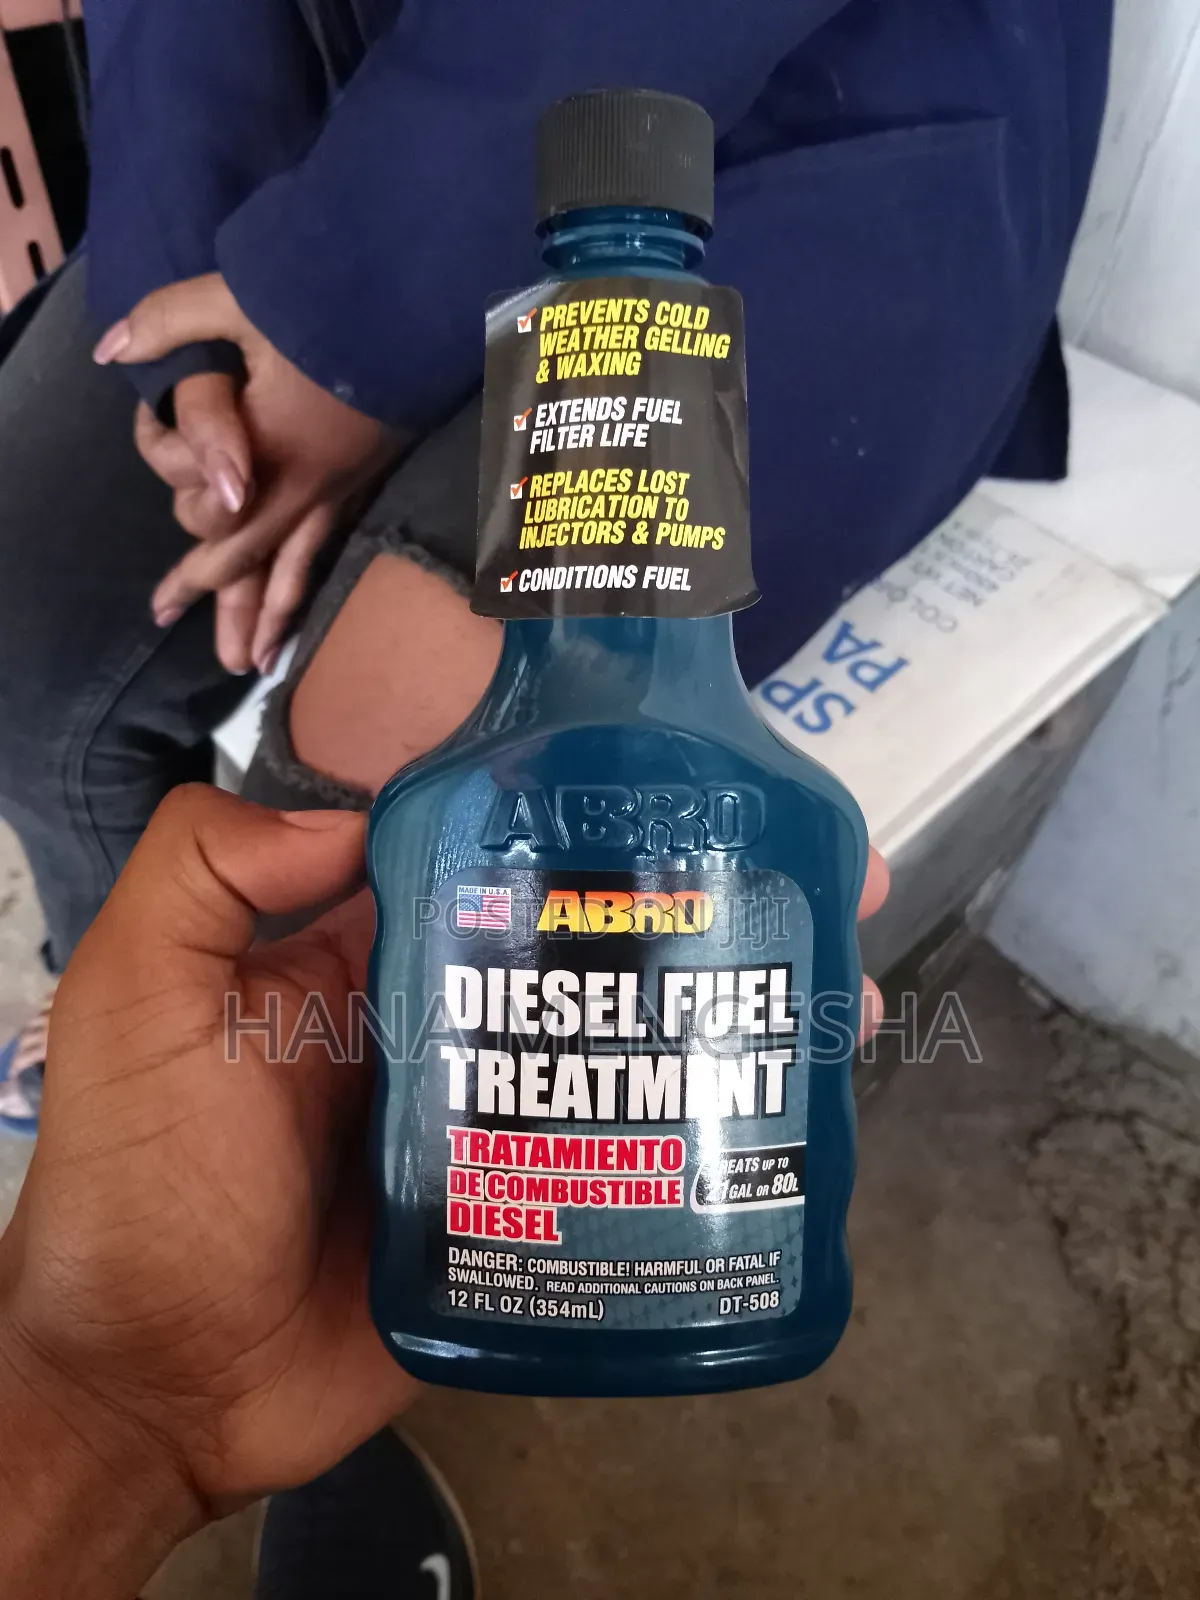 PREVENTS COLD
WEATHER GELLING
& WAXING
EXTENDS FUEL
FILTER LIFE
REPLACES LOST
LUBRICATION TO
INJECTORS & PUMPS
CONDITIONS FUEL
SP
PA
ABRO
MADE IN U.S.A.
ABRO
POSTED ON JIJI
DIESEL FUEL
HANA MENGESHA
TREATMENT
TRATAMIENTO
DE COMBUSTIBLE
DIESEL
TREATS UP TO
21 GAL OR 80L
DANGER: COMBUSTIBLE! HARMFUL OR FATAL IF
SWALLOWED. READ ADDITIONAL CAUTIONS ON BACK PANEL.
12 FL OZ (354mL)
DT-508